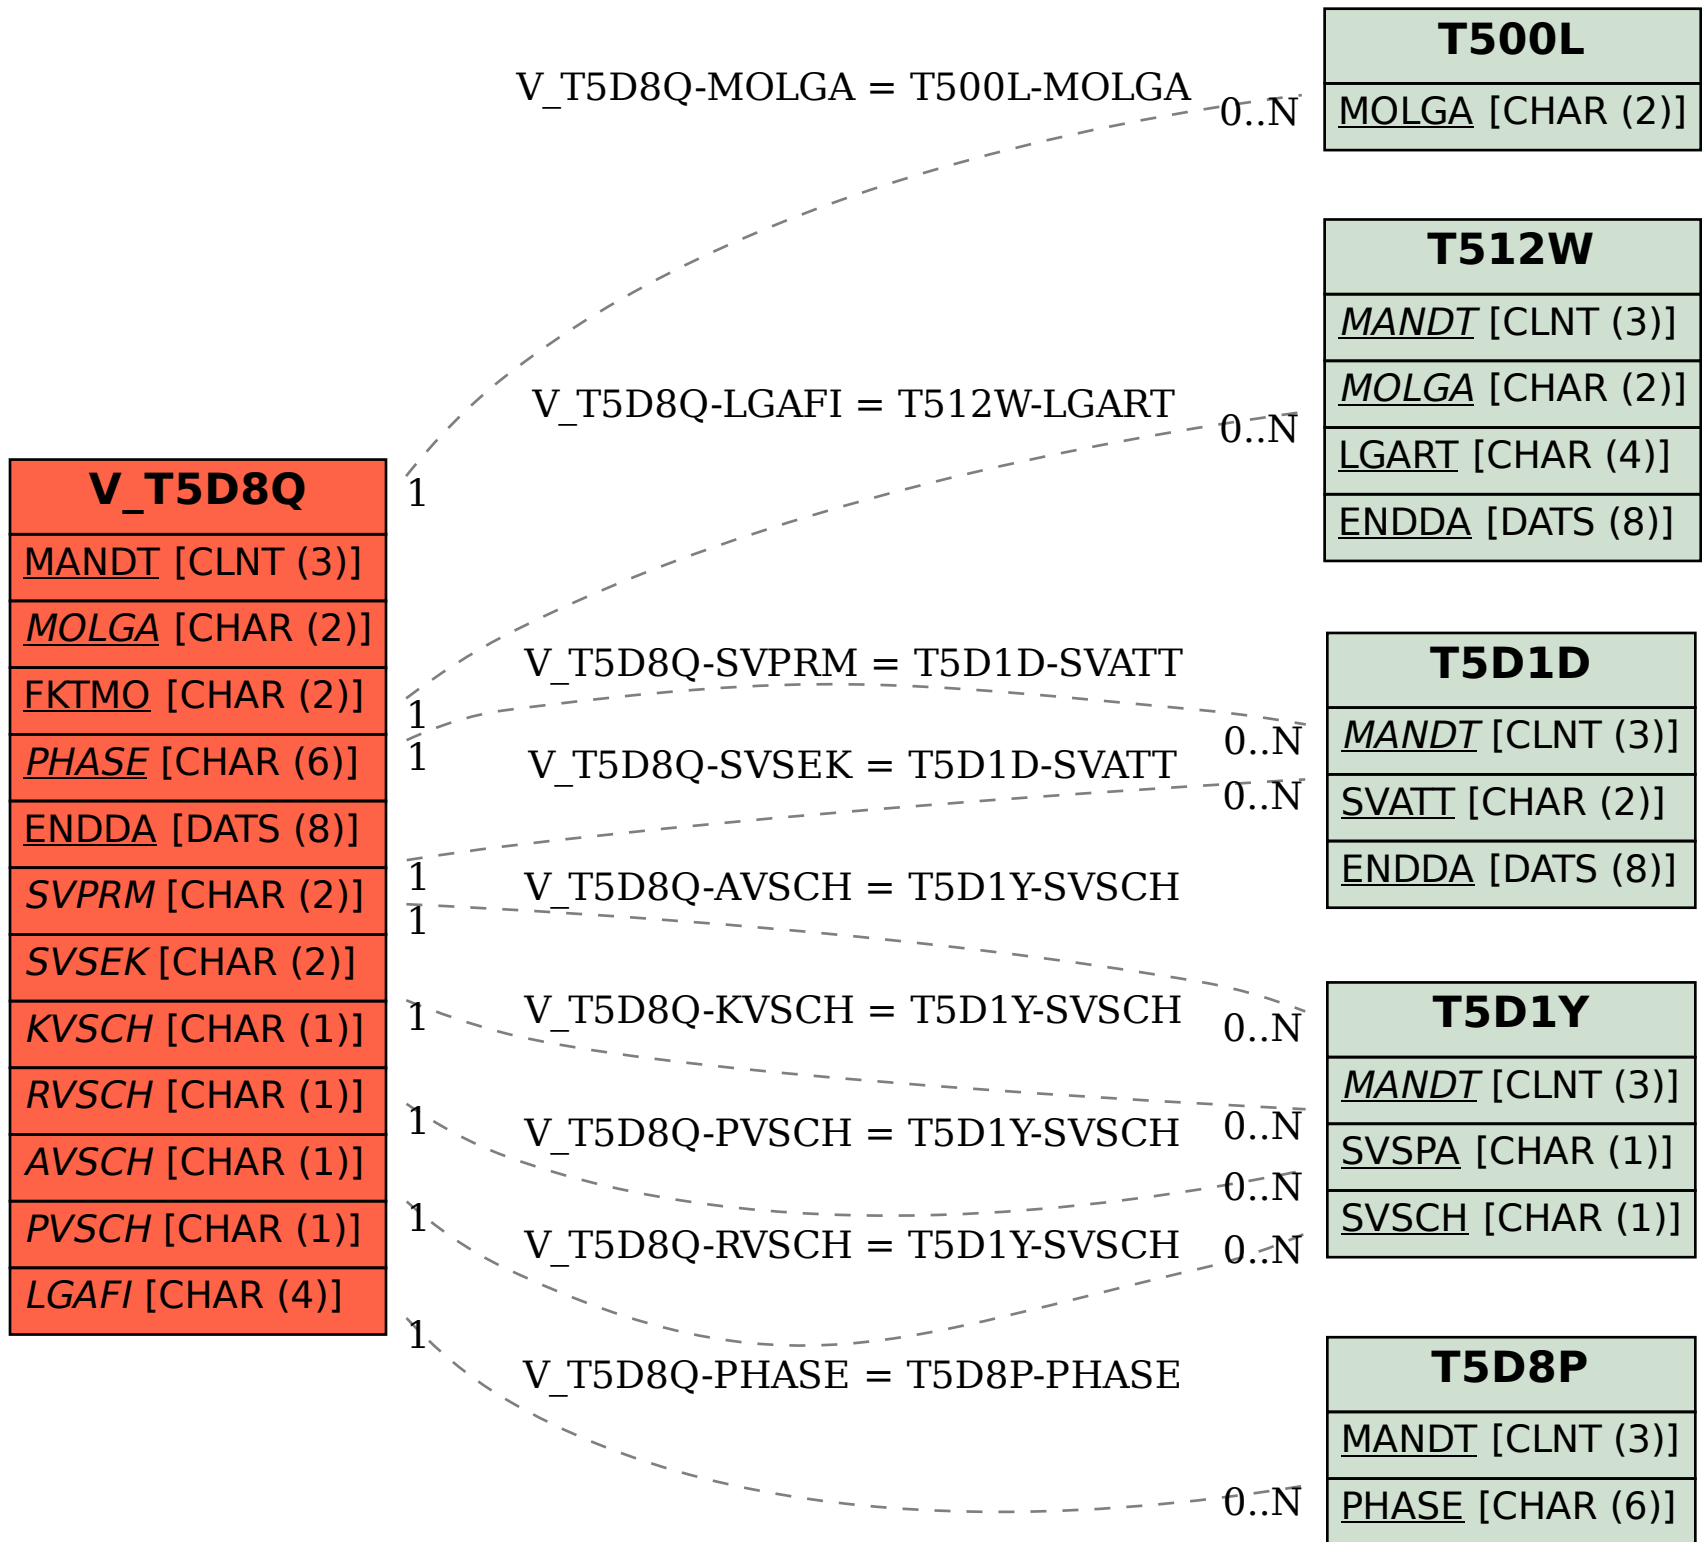 V_T5D8Q
MANDT [CLNT (3)]
MOLGA [CHAR (2)]
FKTMO [CHAR (2)]
PHASE [CHAR (6)]
ENDDA [DATS (8)]
SVPRM [CHAR (2)]
SVSEK [CHAR (2)]
KVSCH [CHAR (1)]
RVSCH [CHAR (1)]
AVSCH [CHAR (1)]
PVSCH [CHAR (1)]
LGAFI [CHAR (4)]
V_T5D8Q-MOLGA = T500L-MOLGA
0..N
1
V_T5D8Q-LGAFI = T512W-LGART
0..N
1
V_T5D8Q-SVPRM = T5D1D-SVATT
0..N
1
V_T5D8Q-SVSEK = T5D1D-SVATT
0..N
1
V_T5D8Q-AVSCH = T5D1Y-SVSCH
0..N
1
V_T5D8Q-KVSCH = T5D1Y-SVSCH
0..N
1
V_T5D8Q-PVSCH = T5D1Y-SVSCH
0..N
1
V_T5D8Q-RVSCH = T5D1Y-SVSCH
0..N
1
V_T5D8Q-PHASE = T5D8P-PHASE
0..N
1
T500L
MOLGA [CHAR (2)]
T512W
MANDT [CLNT (3)]
MOLGA [CHAR (2)]
LGART [CHAR (4)]
ENDDA [DATS (8)]
T5D1D
MANDT [CLNT (3)]
SVATT [CHAR (2)]
ENDDA [DATS (8)]
T5D1Y
MANDT [CLNT (3)]
SVSPA [CHAR (1)]
SVSCH [CHAR (1)]
T5D8P
MANDT [CLNT (3)]
PHASE [CHAR (6)]